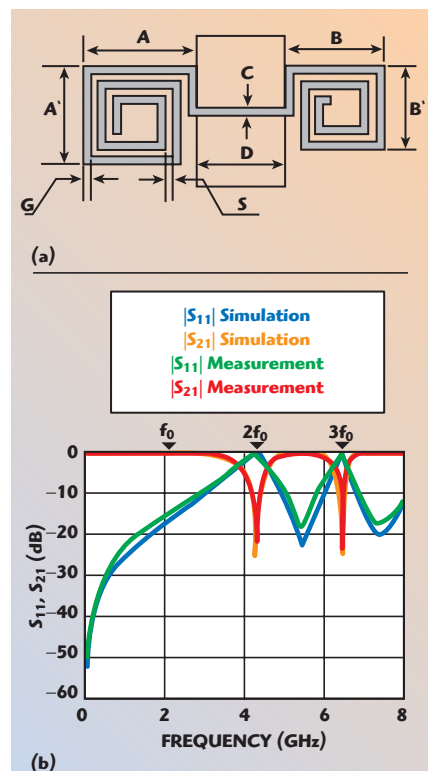 A
B
C
A'
B'
D
G
S
(a)
|S11| Simulation
|S21| Simulation
|S11| Measurement
|S21| Measurement
f0
2f0
3f0
0
−10
−20
−30
−40
−50
−60
S11, S21 (dB)
0
2
4
6
8
FREQUENCY (GHz)
(b)